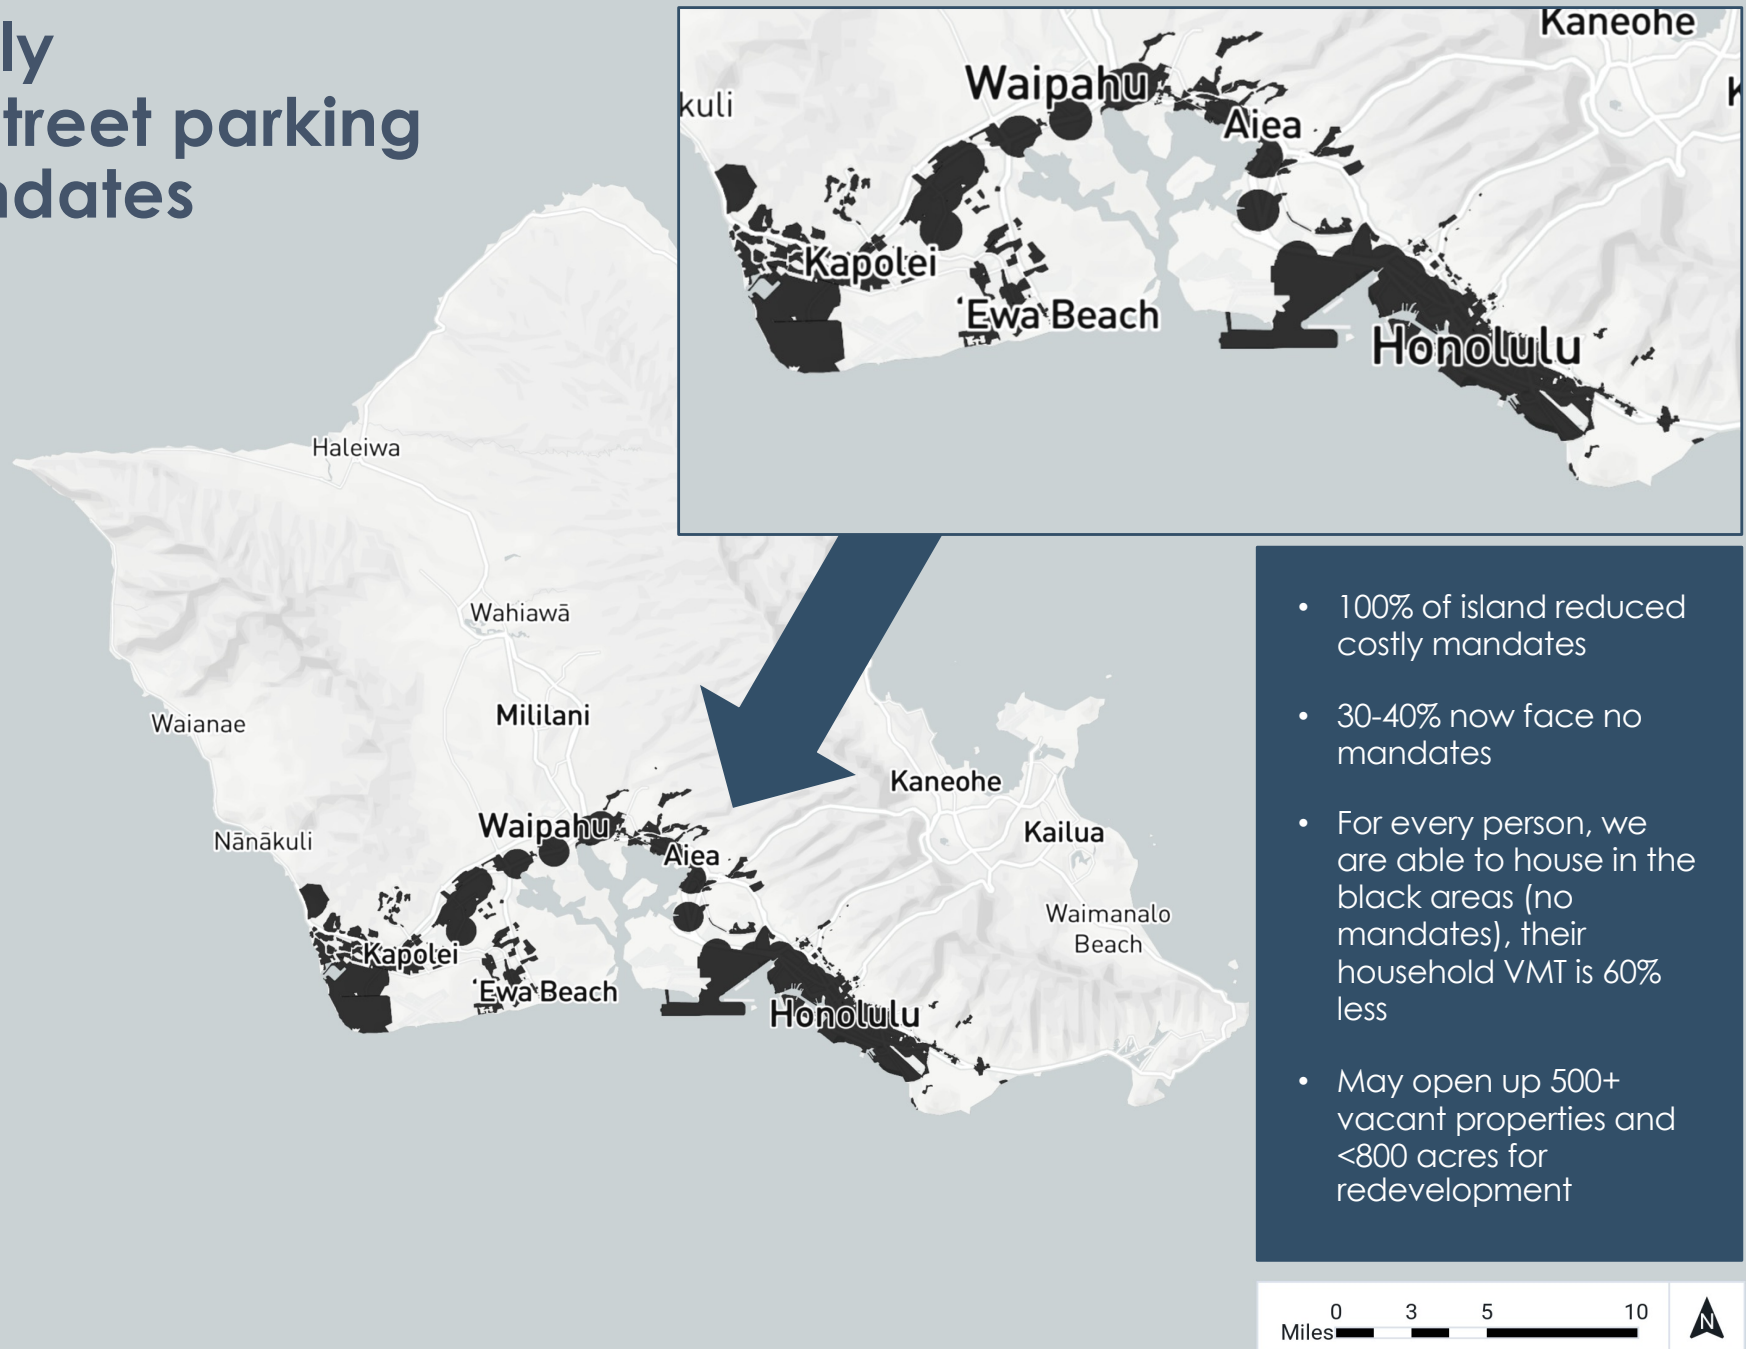 ly
treet parking
ndates
Kaneohe
Waipahu
kuli
Aiea
Kapolei
‘Ewa Beach
Honolulu
Haleiwa
Wahiawā
Waianae
Mililani
Kaneohe
Waipahu
Kailua
Nānākuli
Aiea
Waimanalo
Beach
Kapolei
‘Ewa Beach
Honolulu
• 100% of island reduced
costly mandates
• 30-40% now face no
mandates
• For every person, we
are able to house in the
black areas (no
mandates), their
household VMT is 60%
less
• May open up 500+
vacant properties and
<800 acres for
redevelopment
0 3 5 10
Miles
N